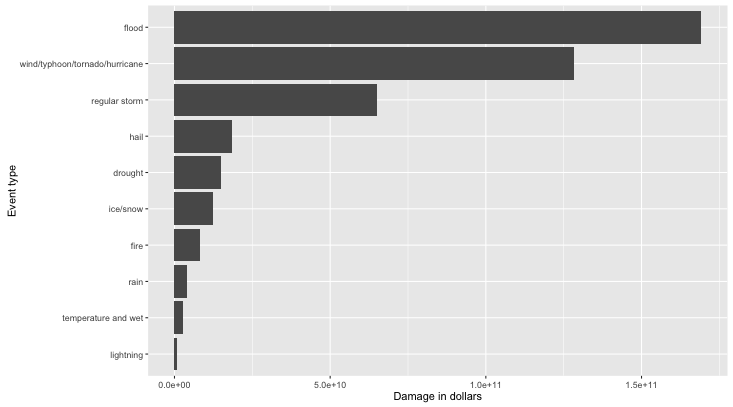 flood
wind/typhoon/tornado/hurricane
regular storm
hail
drought
ice/snow
fire
rain
temperature and wet
lightning
Event type
0.0e+00 5.0e+10 1.0e+11 1.5e+11
Damage in dollars